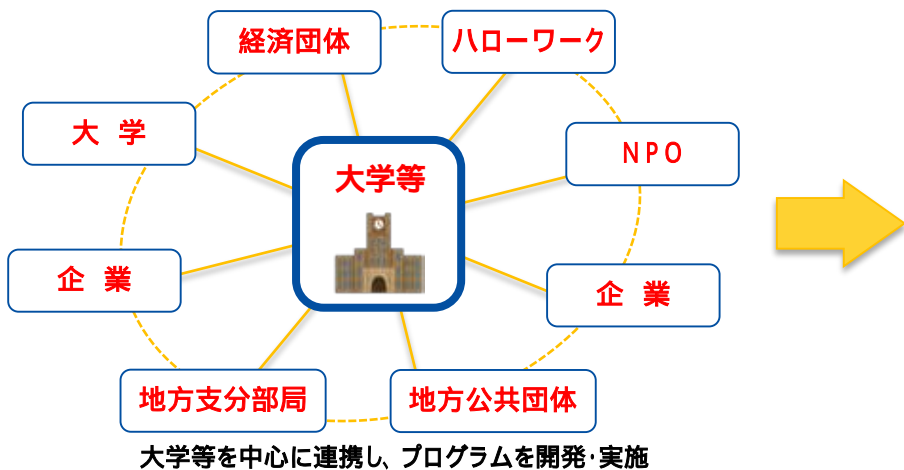 経済団体
ハローワーク
大 学
大学等
NPO
企 業
企 業
地方支分部局
地方公共団体
大学等を中心に連携し、プログラムを開発・実施